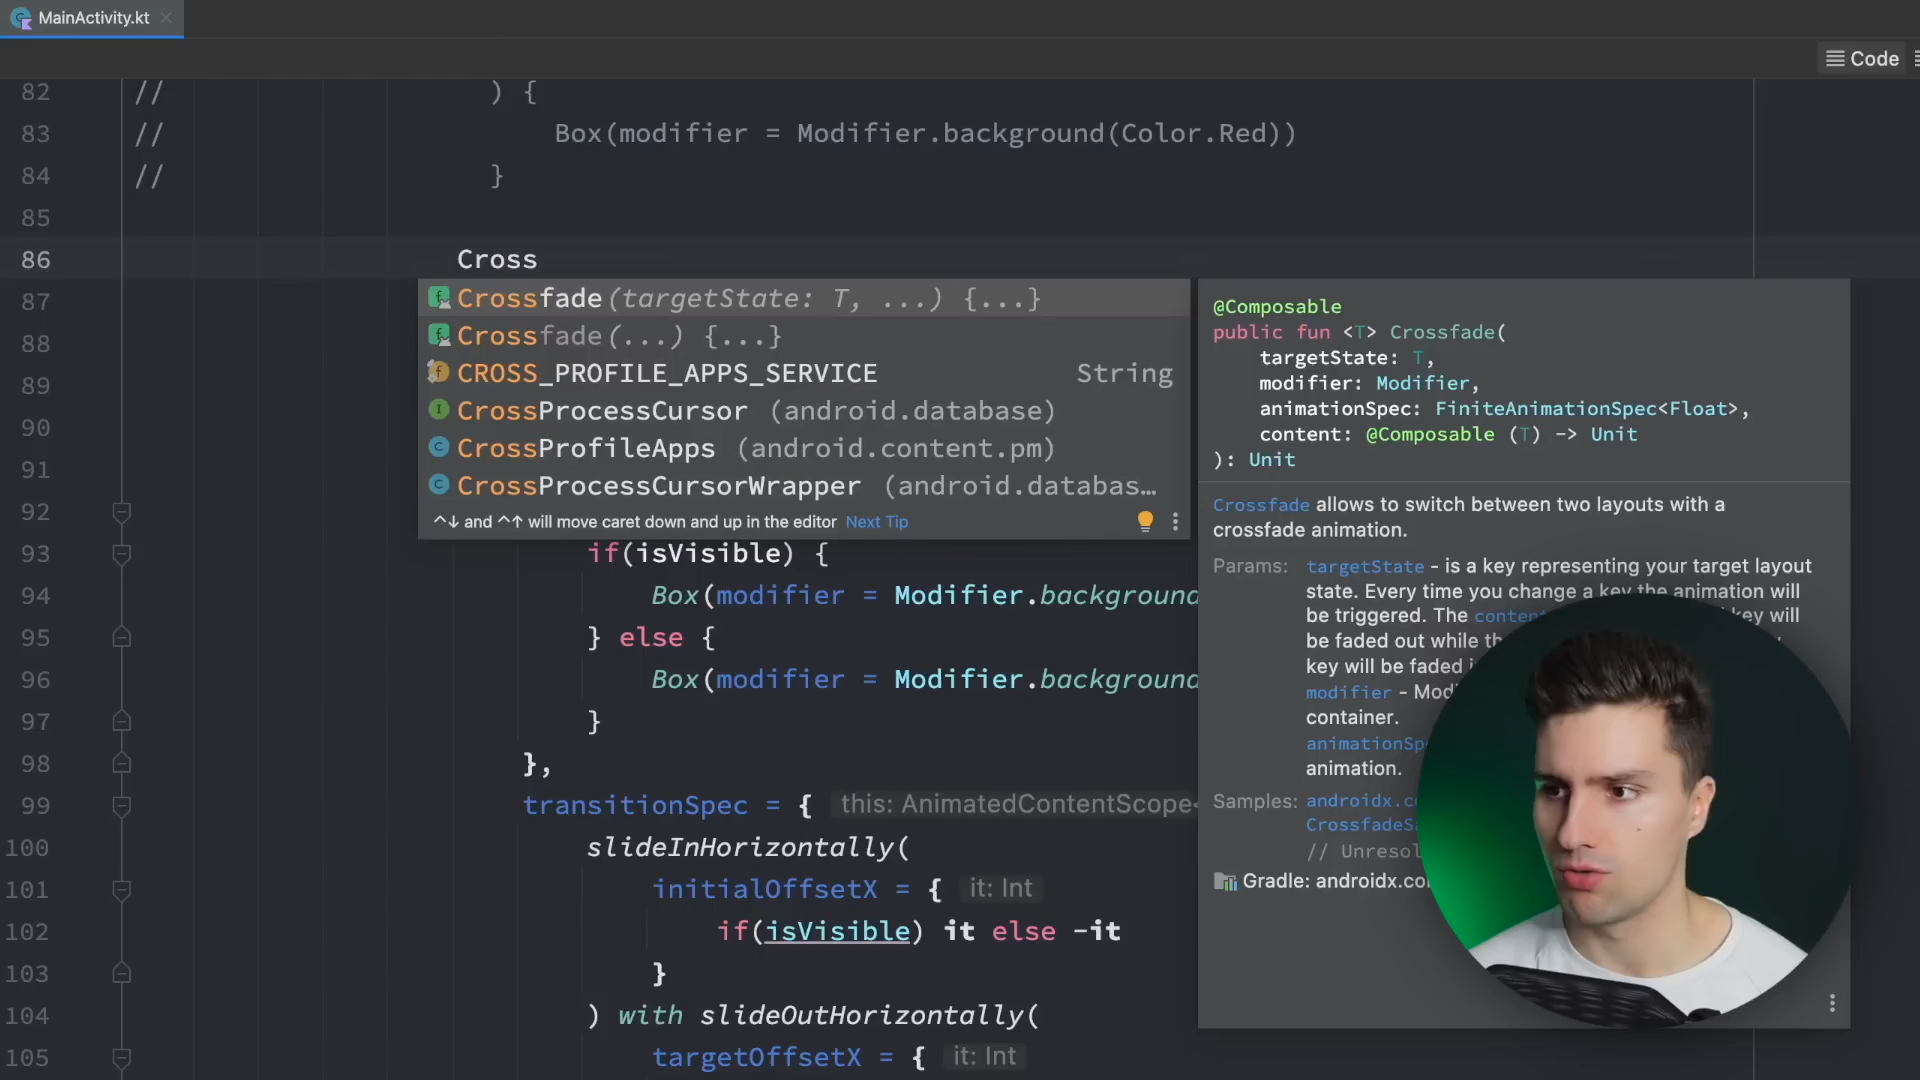 MainActivity.kt
Code
82 // ) {
83 // Box(modifier = Modifier.background(Color.Red))
84 // }
85
86 Cross
87
88
89
90
91
92
Crossfade(targetState: T, ...) {...}
Crossfade(...) {...}
CROSS_PROFILE_APPS_SERVICE String
CrossProcessCursor (android.database)
CrossProfileApps (android.content.pm)
CrossProcessCursorWrapper (android.databas…
^↓ and ^↑ will move caret down and up in the editor Next Tip
93 if(isVisible) {
94 Box(modifier = Modifier.background
95 } else {
96 Box(modifier = Modifier.background
97 }
98 },
99 transitionSpec = { this: AnimatedContentScope<
100 slideInHorizontally(
101 initialOffsetX = { it: Int
102 if(isVisible) it else -it
103 }
104 ) with slideOutHorizontally(
105 targetOffsetX = { it: Int
@Composable
public fun <T> Crossfade(
targetState: T,
modifier: Modifier,
animationSpec: FiniteAnimationSpec<Float>,
content: @Composable (T) -> Unit
): Unit
Crossfade allows to switch between two layouts with a
crossfade animation.
Params: targetState - is a key representing your target layout
state. Every time you change a key the animation will
be triggered. The content key will
be faded out while
key will be faded
modifier -
container.
animation.
Samples:
// 
Gradle: